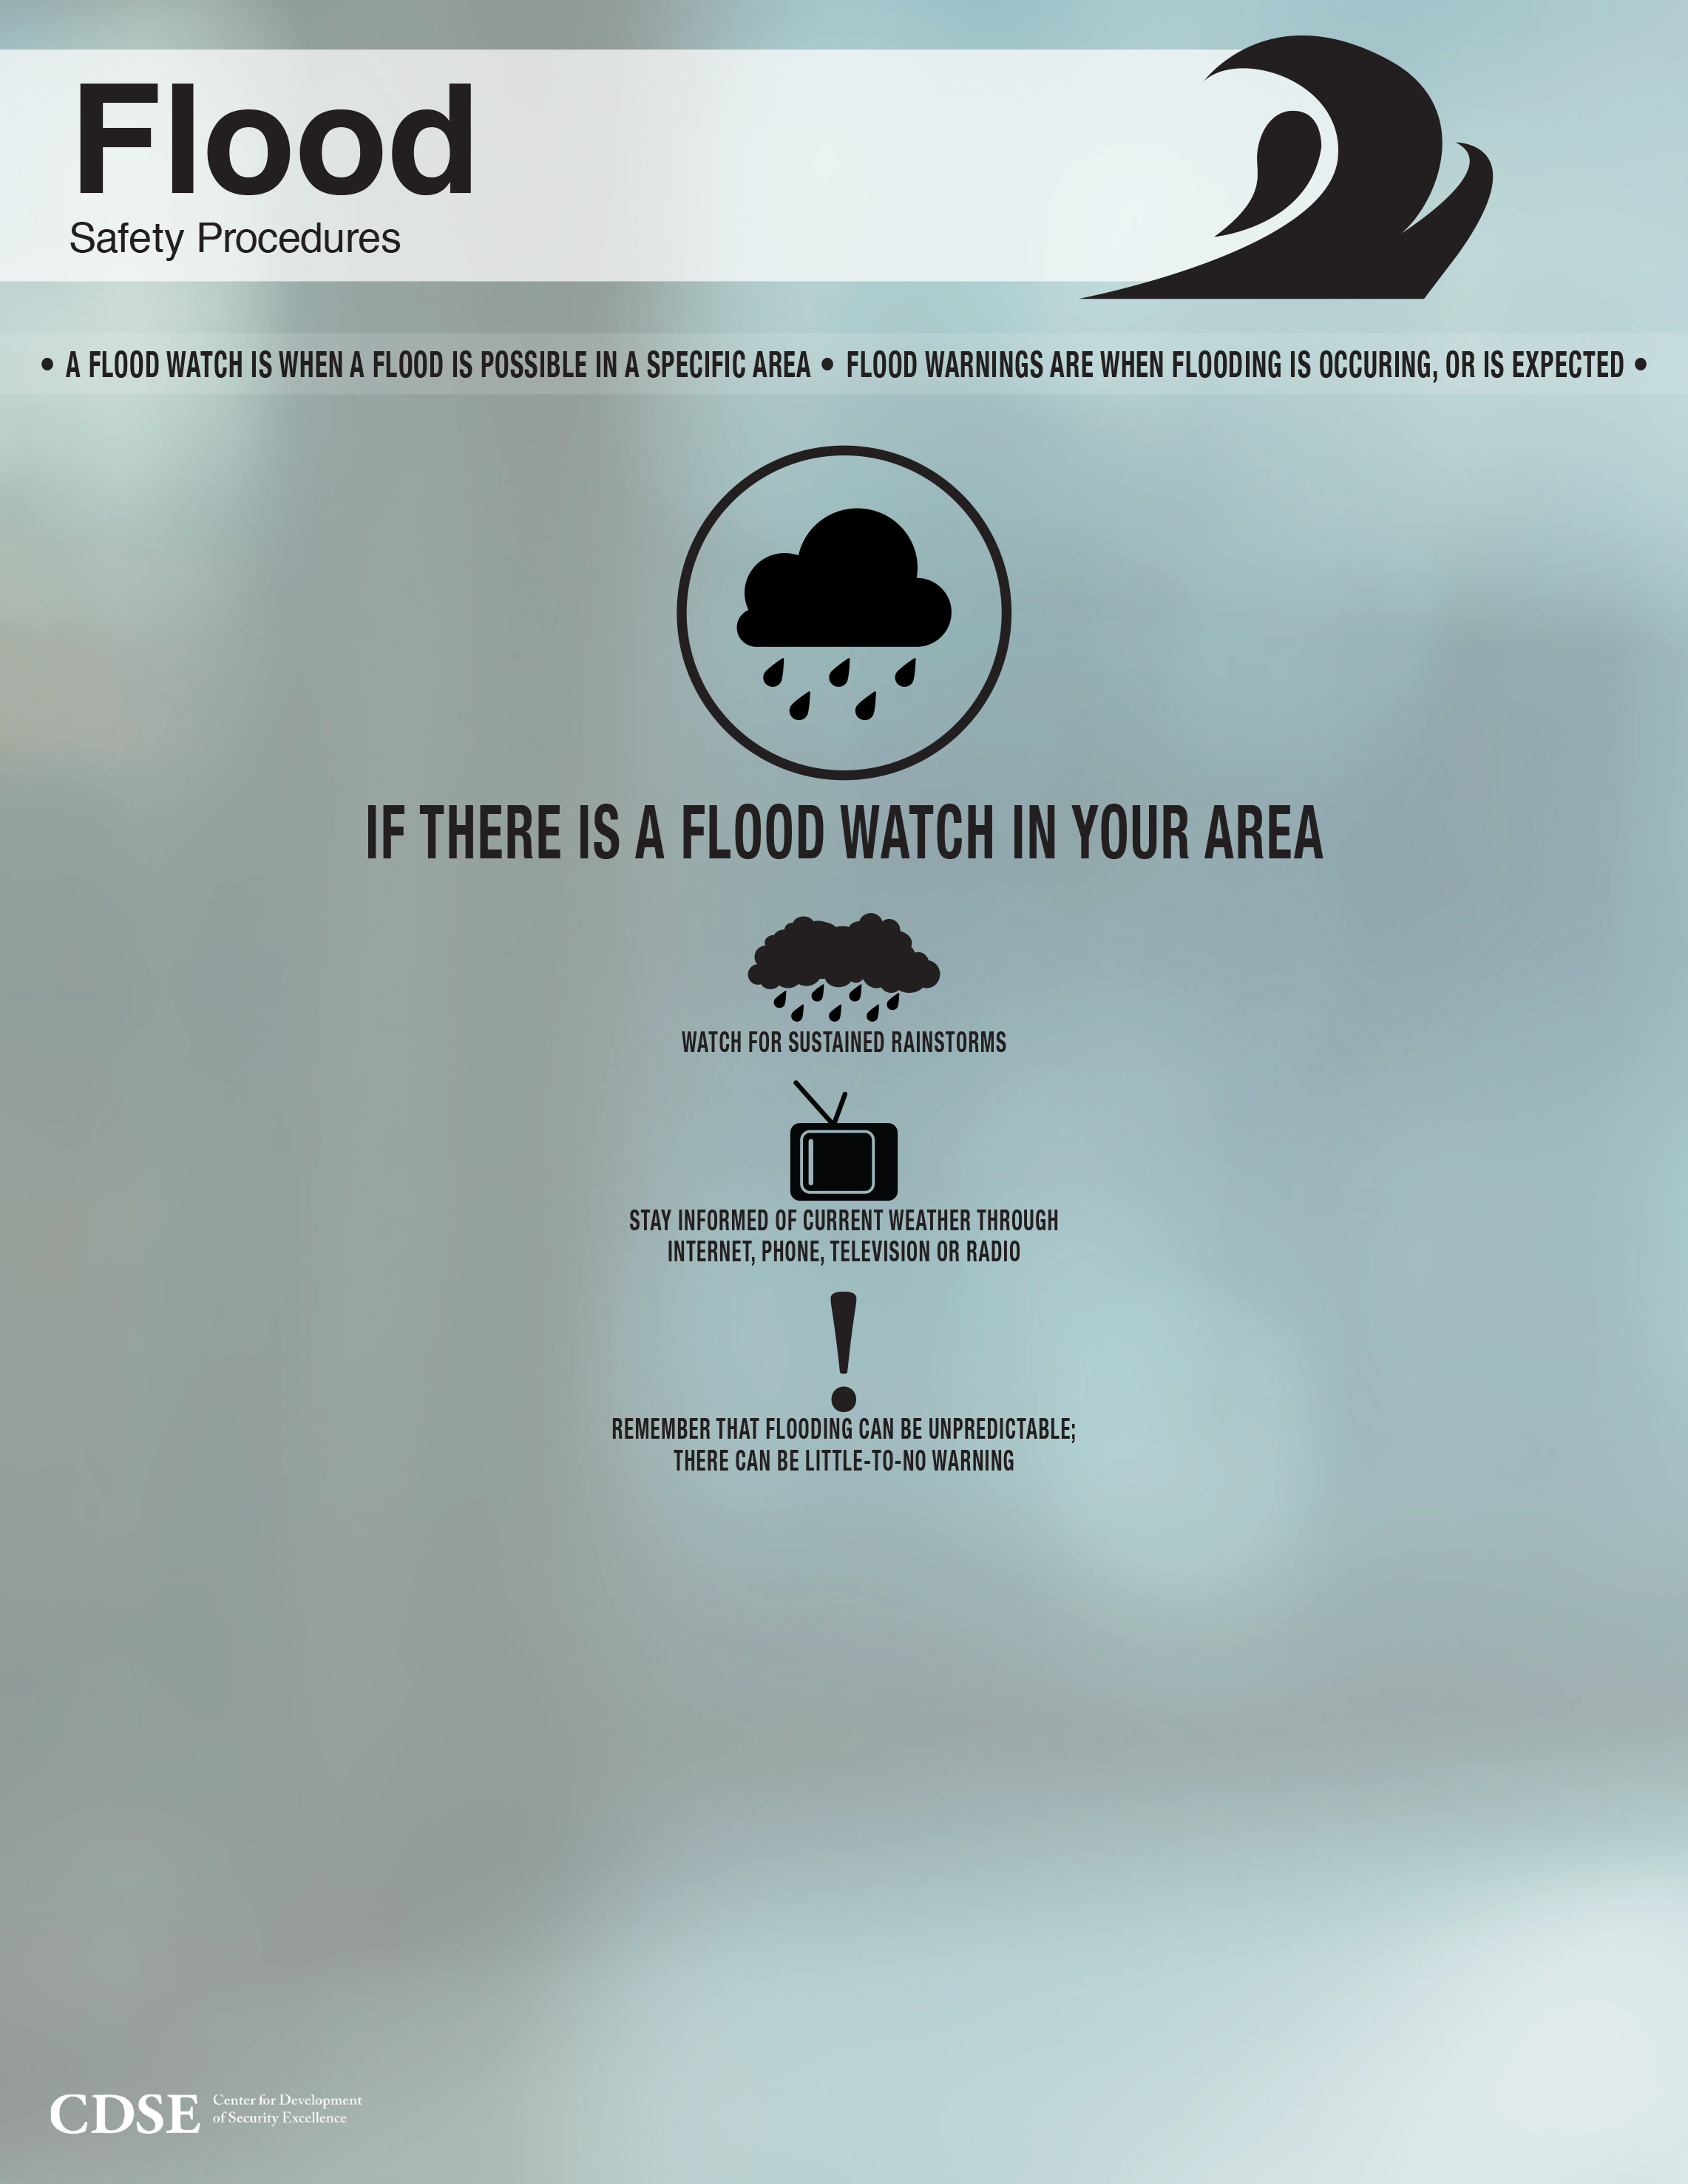 Flood
Safety Procedures
• A FLOOD WATCH IS WHEN A FLOOD IS POSSIBLE IN A SPECIFIC AREA • FLOOD WARNINGS ARE WHEN FLOODING IS OCCURING, OR IS EXPECTED •
IF THERE IS A FLOOD WATCH IN YOUR AREA
WATCH FOR SUSTAINED RAINSTORMS
STAY INFORMED OF CURRENT WEATHER THROUGH
INTERNET, PHONE, TELEVISION OR RADIO
!
REMEMBER THAT FLOODING CAN BE UNPREDICTABLE;
THERE CAN BE LITTLE-TO-NO WARNING
CDSE Center for Development
of Security Excellence